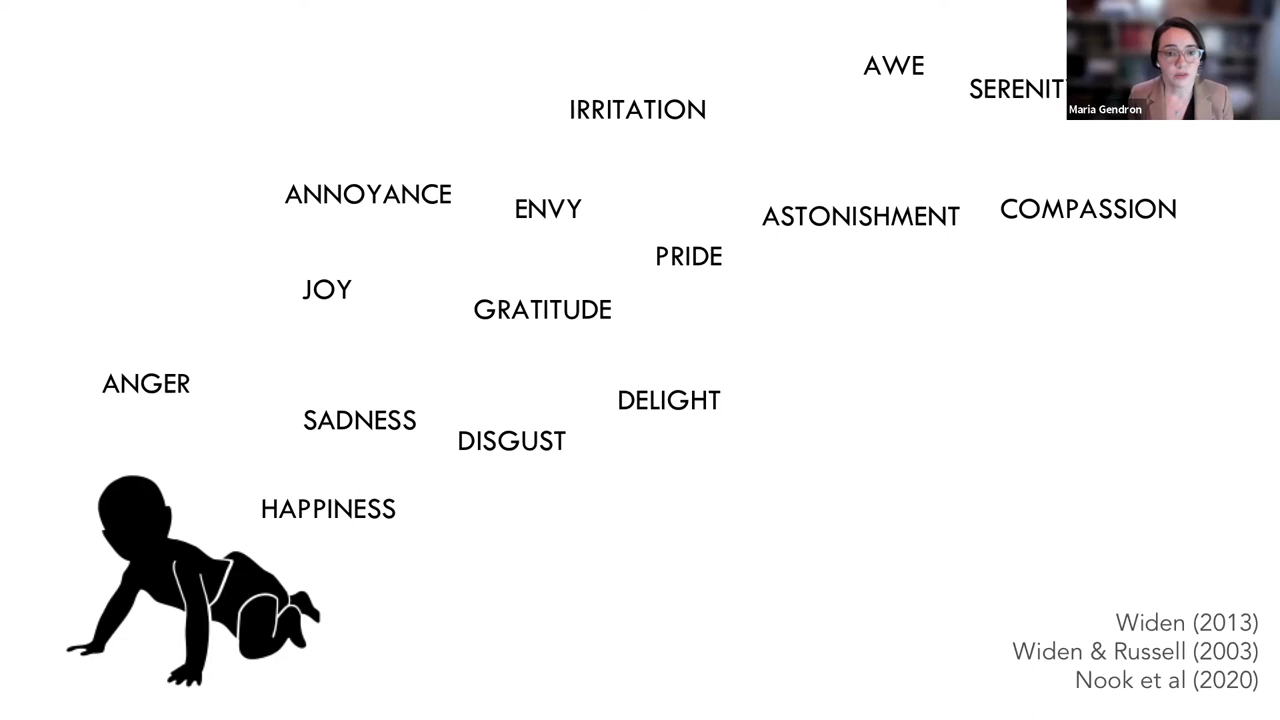 AWE
SERENIT
Maria Gendron
IRRITATION
ANNOYANCE
ENVY
ASTONISHMENT
COMPASSION
PRIDE
JOY
GRATITUDE
ANGER
DELIGHT
SADNESS
DISGUST
HAPPINESS
Widen (2013)
Widen & Russell (2003)
Nook et al (2020)